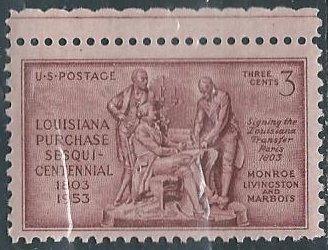 U·S·POSTAGE
THREE
CENTS 3
LOUISIANA
PURCHASE
SESQUI-
CENTENNIAL
1803
1953
Signing the
Louisiana
Transfer
Paris
1803
MONROE
LIVINGSTON
AND
MARBOIS